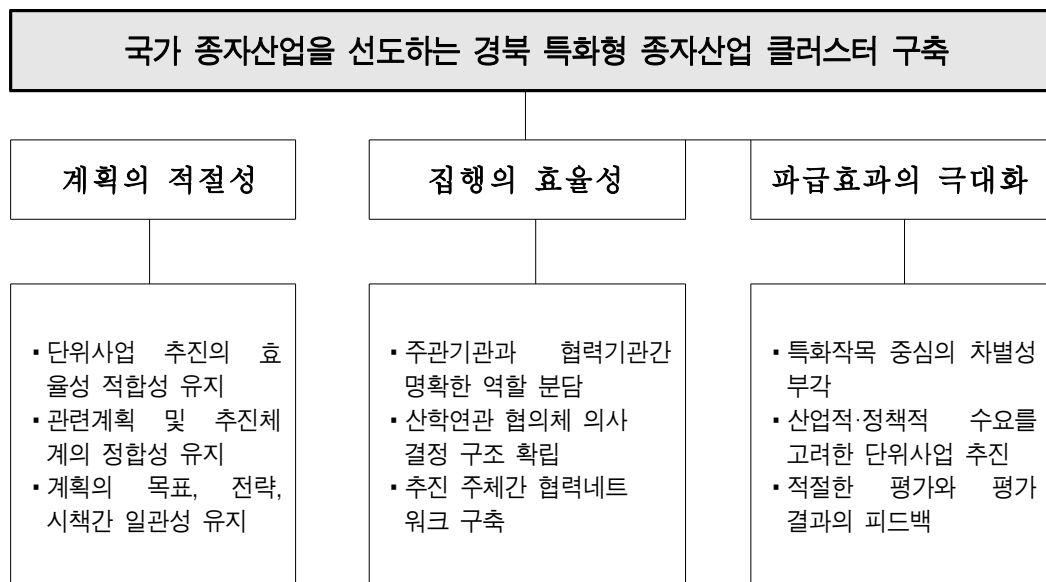 국가 종자산업을 선도하는 경북 특화형 종자산업 클러스터 구축
계획의 적절성
집행의 효율성
파급효과의 극대화
▪ 단위사업 추진의 효
율성 적합성 유지
▪ 관련계획 및 추진체
계의 정합성 유지
▪ 계획의 목표, 전략,
시책간 일관성 유지
▪ 주관기관과 협력기관간
명확한 역할 분담
▪ 산학연관 협의체 의사
결정 구조 확립
▪ 추진 주체간 협력네트
워크 구축
▪ 특화작목 중심의 차별성
부각
▪ 산업적·정책적 수요를
고려한 단위사업 추진
▪ 적절한 평가와 평가
결과의 피드백